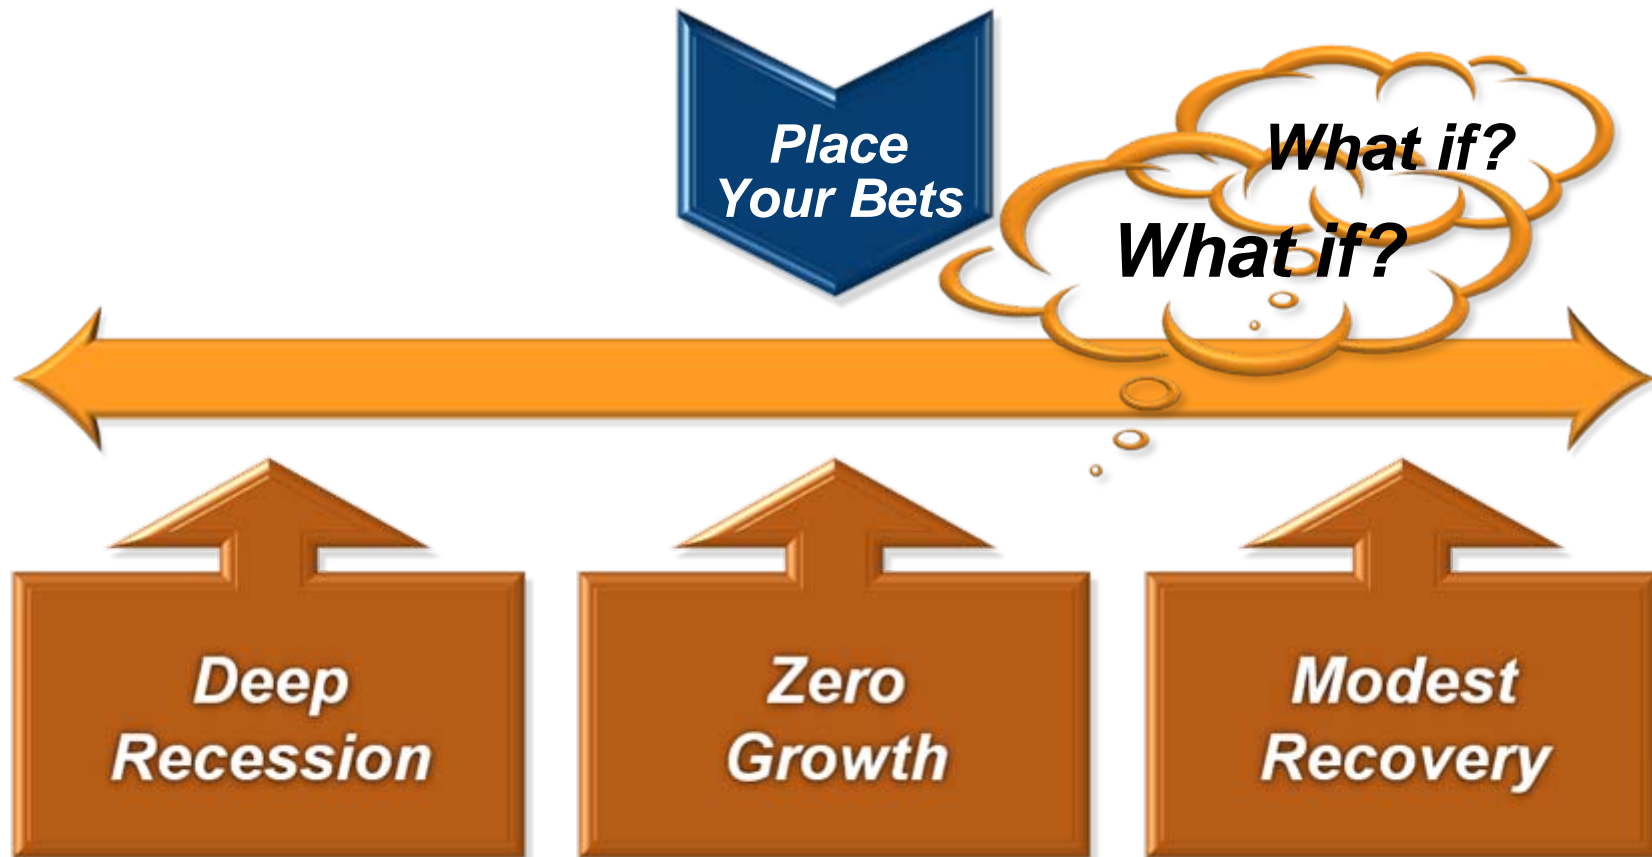 Place
Your Bets
What if?
What if?
Deep
Recession
Zero
Growth
Modest
Recovery